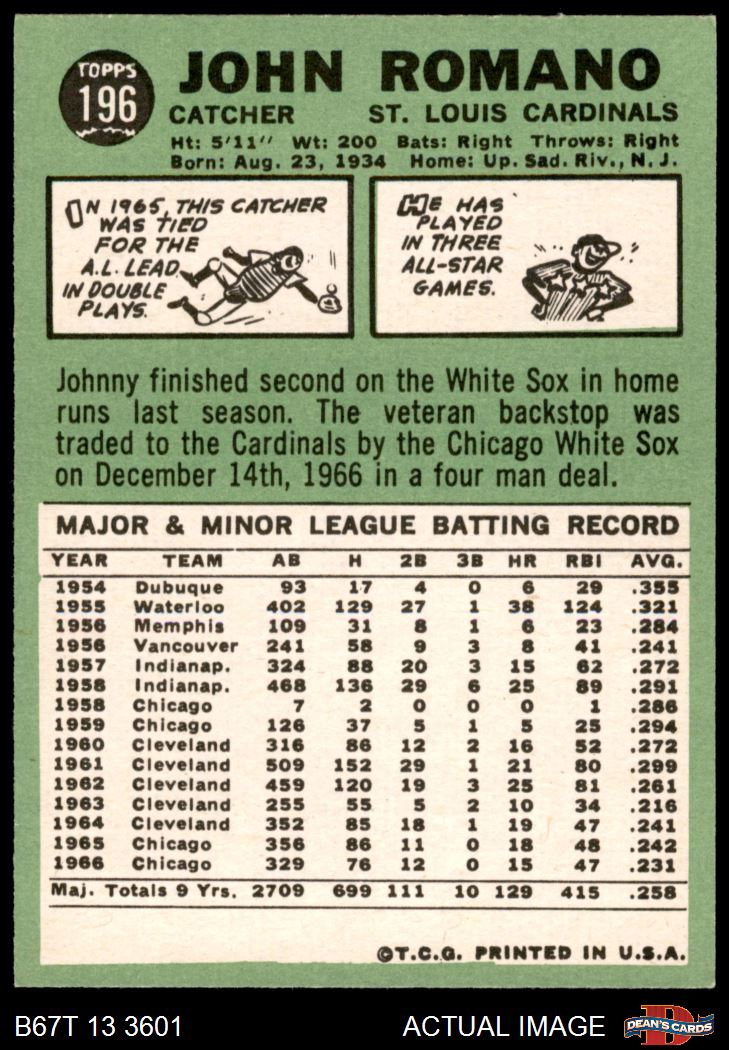 TOPPS
196
JOHN ROMANO
CATCHER ST. LOUIS CARDINALS
Ht: 5'11" Wt: 200 Bats: Right Throws: Right
Born: Aug. 23, 1934 Home: Up. Sad. Riv., N. J.
IN 1965, THIS CATCHER
WAS TIED
FOR THE
A.L. LEAD
IN DOUBLE
PLAYS.
HE HAS
PLAYED
IN THREE
ALL-STAR
GAMES.
Johnny finished second on the White Sox in home
runs last season. The veteran backstop was
traded to the Cardinals by the Chicago White Sox
on December 14th, 1966 in a four man deal.
MAJOR & MINOR LEAGUE BATTING RECORD
YEAR TEAM AB H 2B 3B HR RBI AVG.
1954 Dubuque 93 17 4 0 6 29 .355
1955 Waterloo 402 129 27 1 38 124 .321
1956 Memphis 109 31 8 1 6 23 .284
1956 Vancouver 241 58 9 3 8 41 .241
1957 Indianap. 324 88 20 3 15 62 .272
1958 Indianap. 468 136 29 6 25 89 .291
1958 Chicago 7 2 0 0 0 1 .286
1959 Chicago 126 37 5 1 5 25 .294
1960 Cleveland 316 86 12 2 16 52 .272
1961 Cleveland 509 152 29 1 21 80 .299
1962 Cleveland 459 120 19 3 25 81 .261
1963 Cleveland 255 55 5 2 10 34 .216
1964 Cleveland 352 85 18 1 19 47 .241
1965 Chicago 356 86 11 0 18 48 .242
1966 Chicago 329 76 12 0 15 47 .231
Maj. Totals 9 Yrs. 2709 699 111 10 129 415 .258
©T.C.G. PRINTED IN U.S.A.
B67T 13 3601 ACTUAL IMAGE
D
DEAN'S CARDS